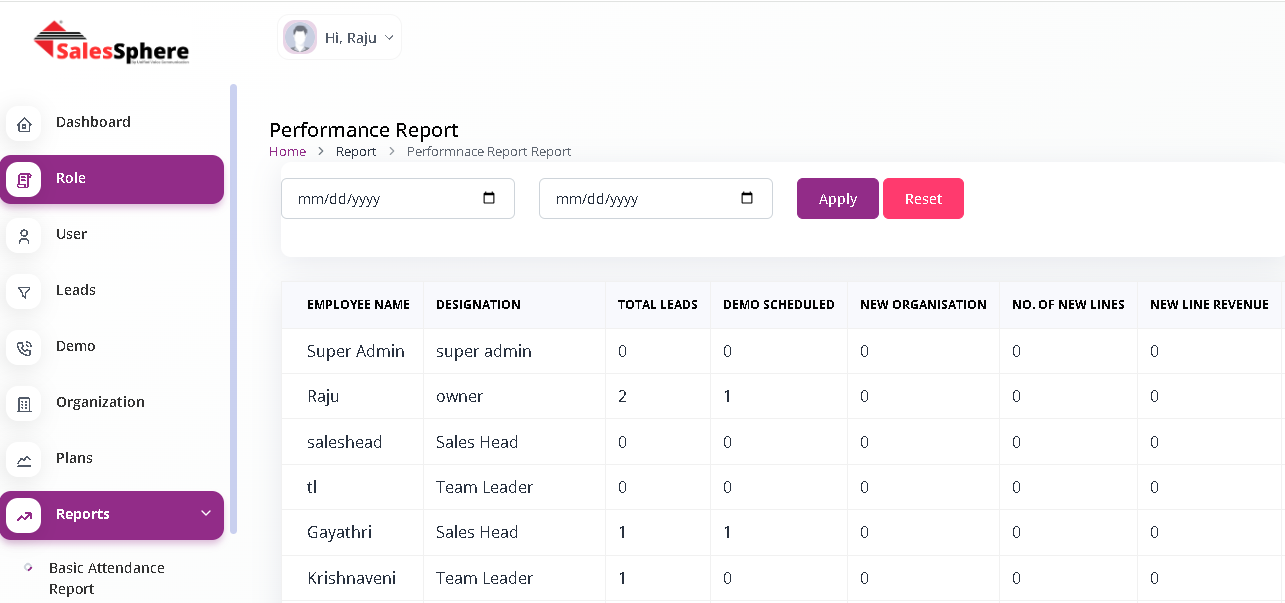 SalesSphere
Hi, Raju
Dashboard
Role
User
Leads
Demo
Organization
Plans
Reports
Basic Attendance
Report
Performance Report
Home > Report > Performnace Report Report
mm/dd/yyyy mm/dd/yyyy Apply Reset
EMPLOYEE NAME DESIGNATION TOTAL LEADS DEMO SCHEDULED NEW ORGANISATION NO. OF NEW LINES NEW LINE REVENUE
Super Admin super admin 0 0 0 0 0
Raju owner 2 1 0 0 0
saleshead Sales Head 0 0 0 0 0
tl Team Leader 0 0 0 0 0
Gayathri Sales Head 1 1 0 0 0
Krishnaveni Team Leader 1 0 0 0 0